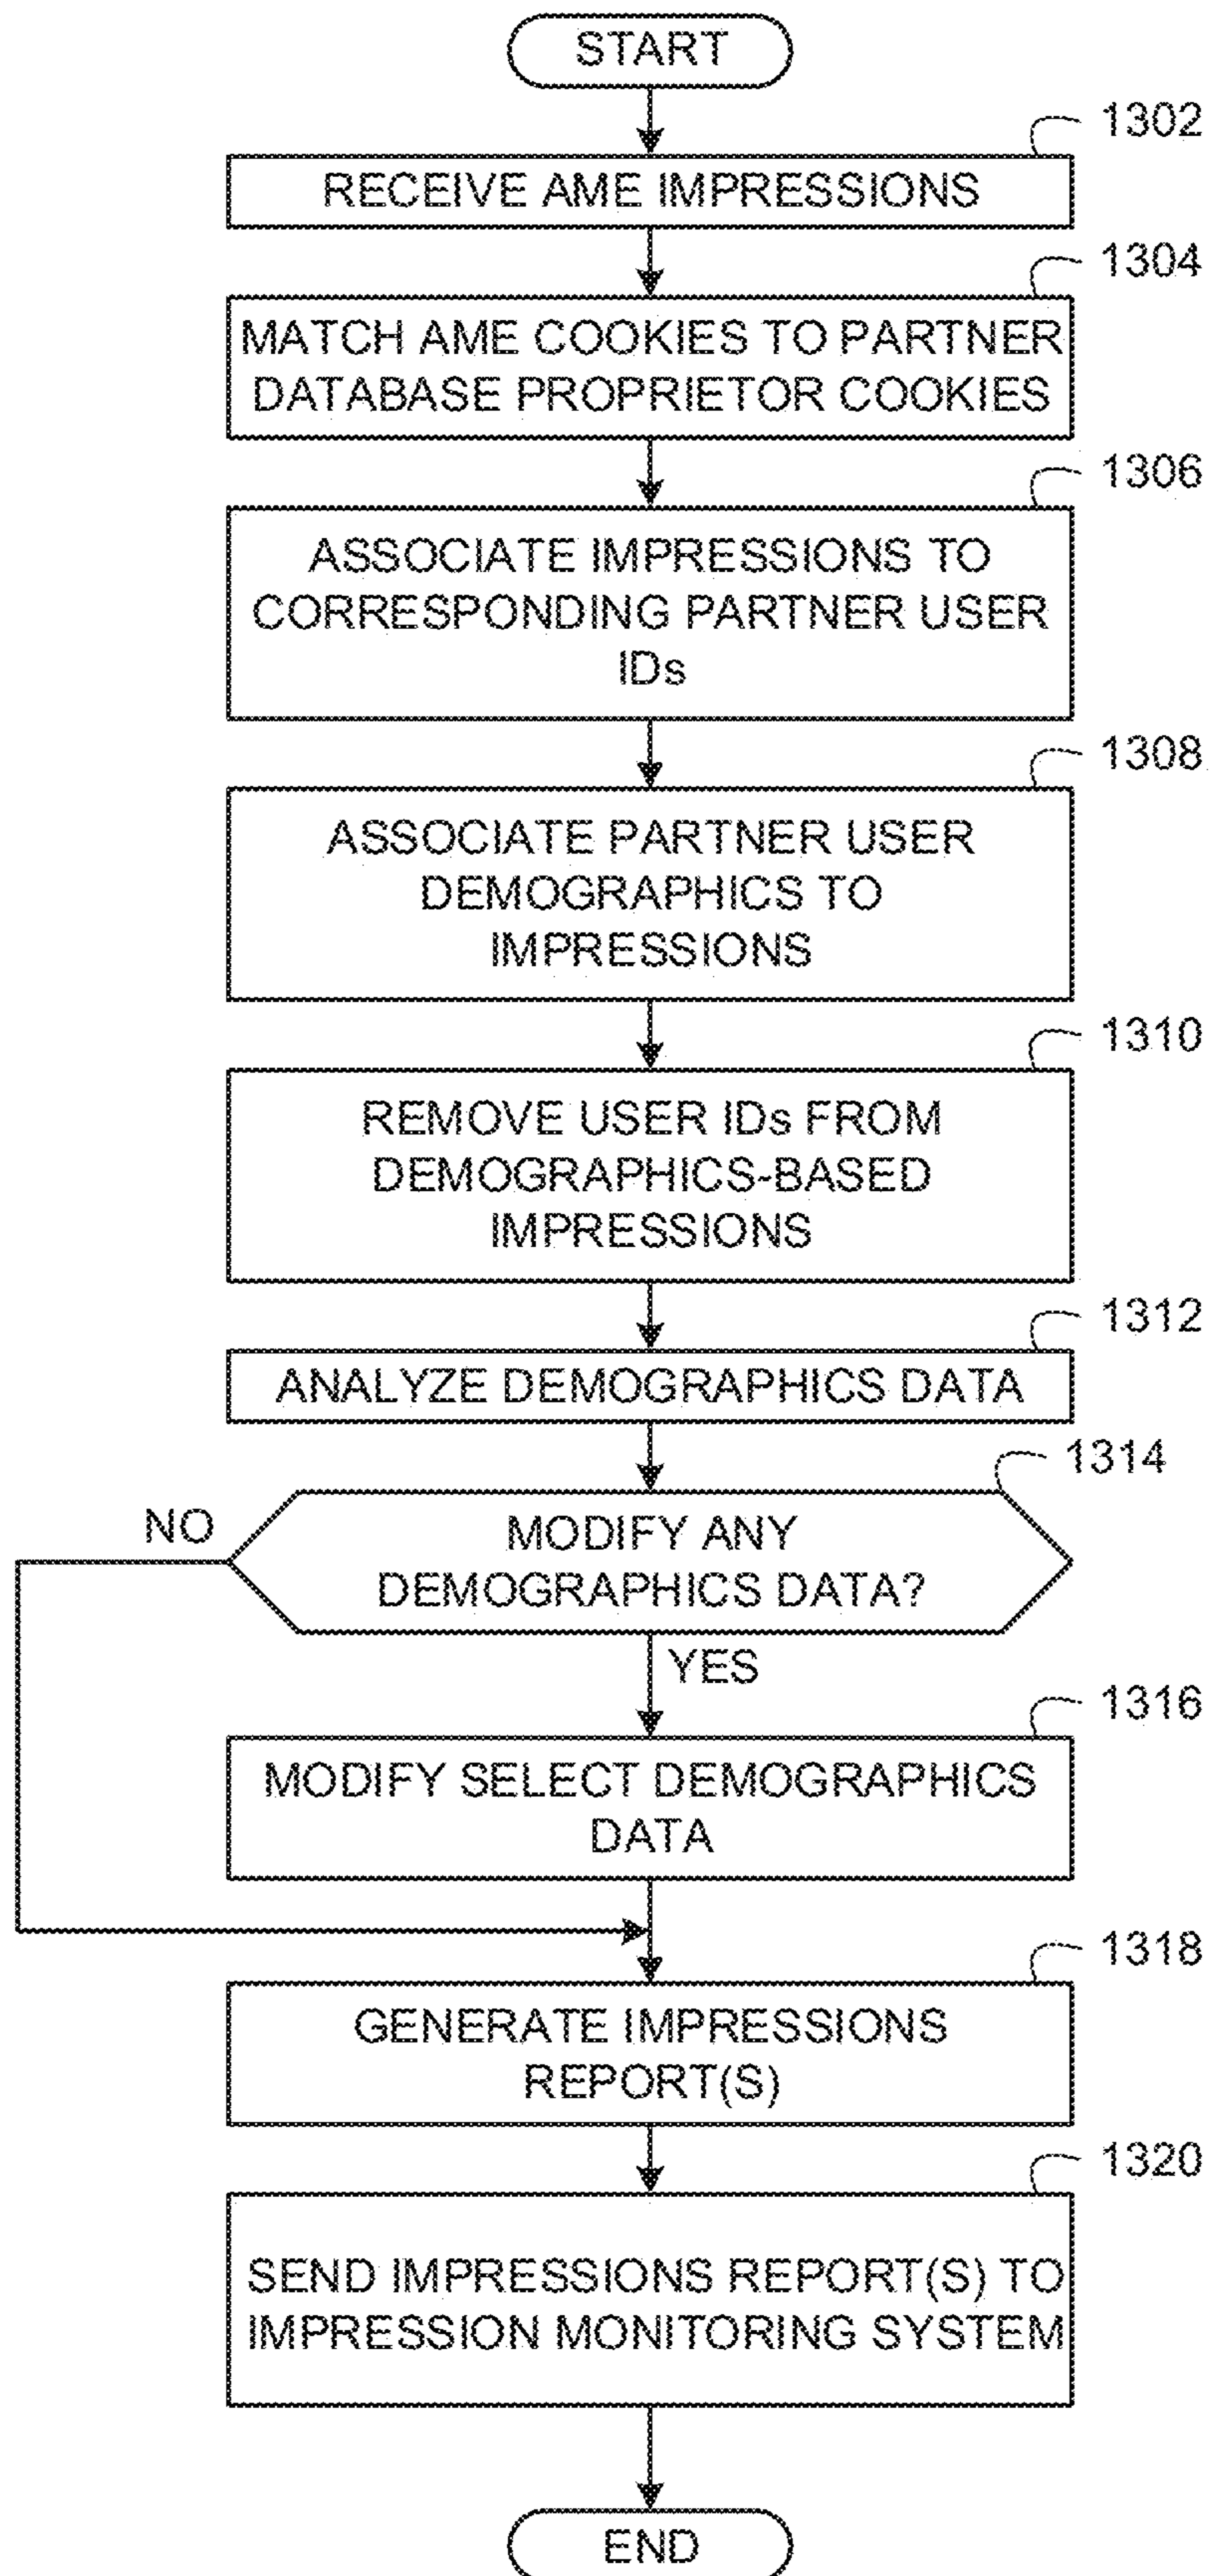 START
1302
RECEIVE AME IMPRESSIONS
1304
MATCH AME COOKIES TO PARTNER
DATABASE PROPRIETOR COOKIES
1306
ASSOCIATE IMPRESSIONS TO
CORRESPONDING PARTNER USER
IDs
1308
ASSOCIATE PARTNER USER
DEMOGRAPHICS TO
IMPRESSIONS
1310
REMOVE USER IDs FROM
DEMOGRAPHICS-BASED
IMPRESSIONS
1312
ANALYZE DEMOGRAPHICS DATA
1314
NO
MODIFY ANY
DEMOGRAPHICS DATA?
YES
1316
MODIFY SELECT DEMOGRAPHICS
DATA
1318
GENERATE IMPRESSIONS
REPORT(S)
1320
SEND IMPRESSIONS REPORT(S) TO
IMPRESSION MONITORING SYSTEM
END